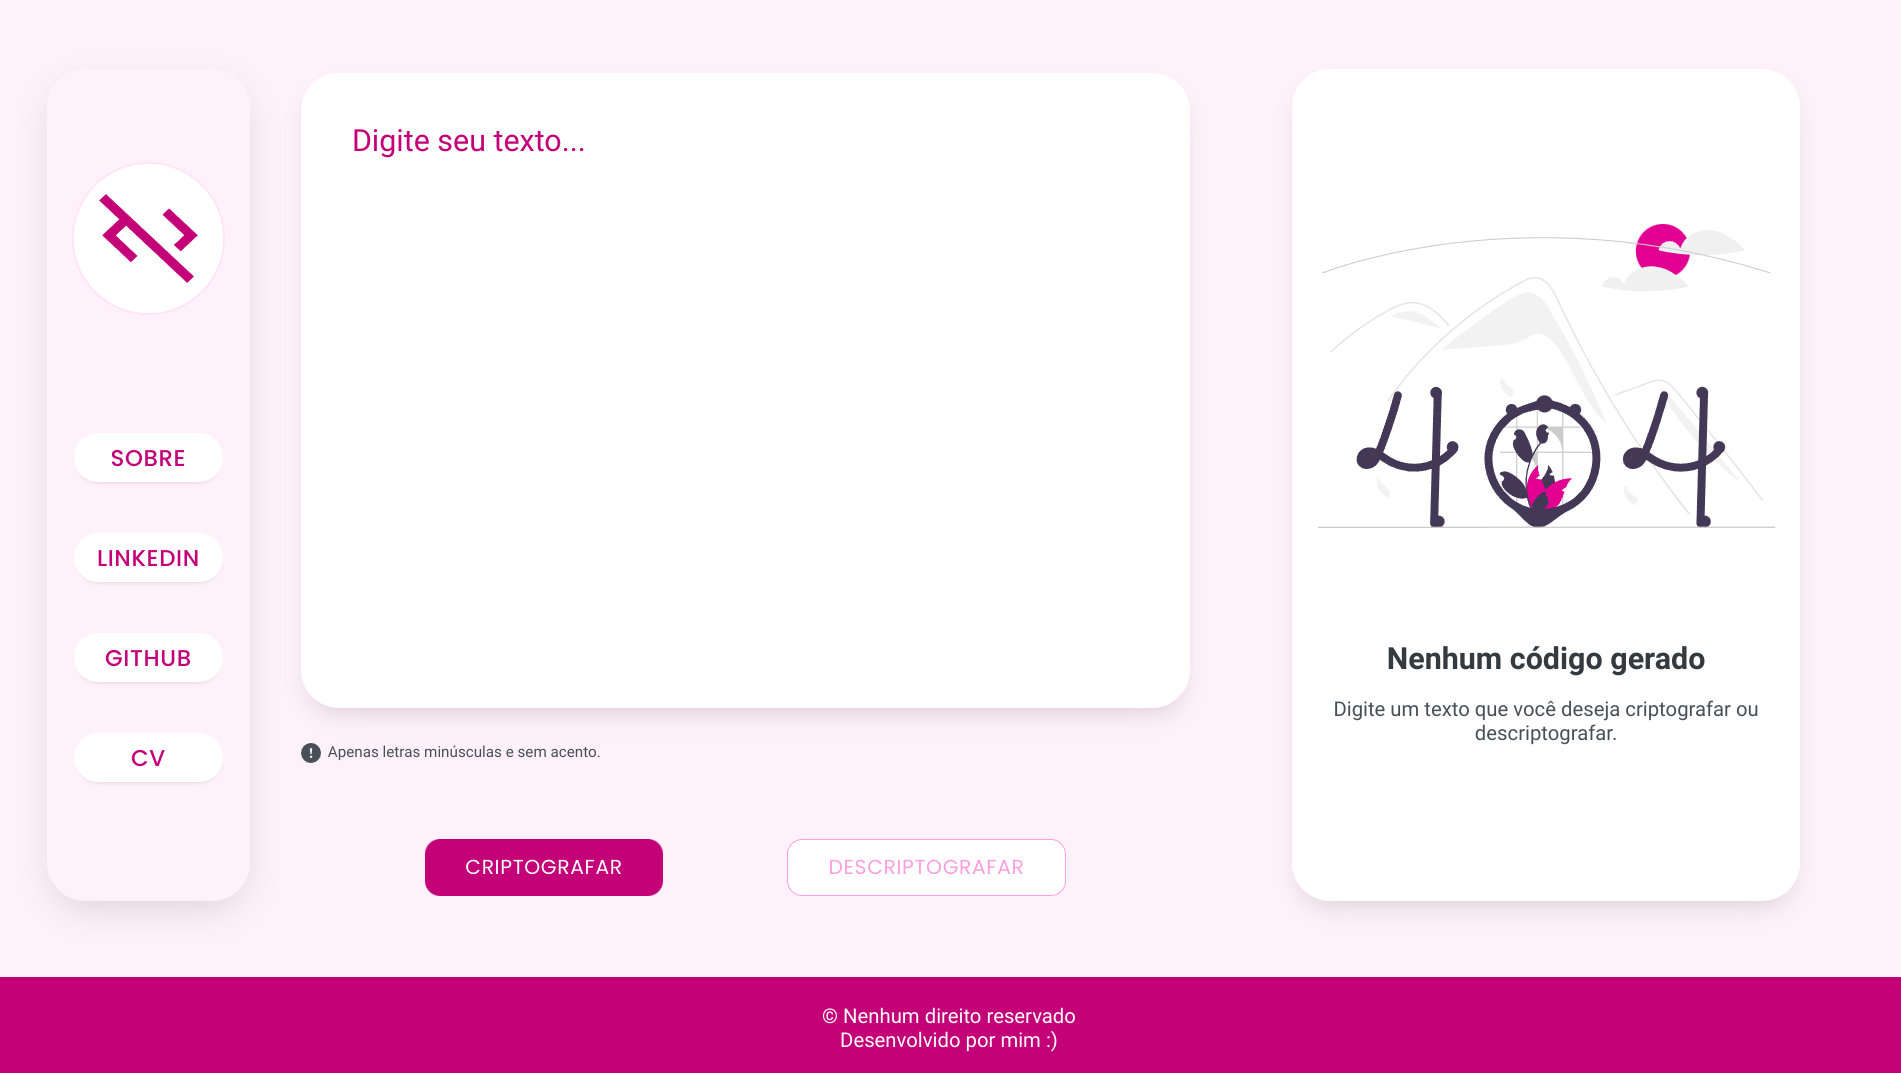 SOBRE
LINKEDIN
GITHUB
CV
Digite seu texto...
Apenas letras minúsculas e sem acento.
CRIPTOGRAFAR
DESCRIPTOGRAFAR
404
Nenhum código gerado
Digite um texto que você deseja criptografar ou
descriptografar.
© Nenhum direito reservado
Desenvolvido por mim :)